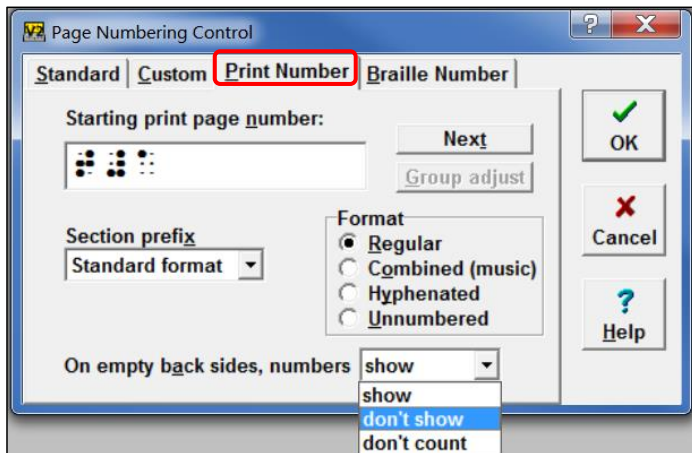 Page Numbering Control
Standard Custom Print Number Braille Number
Starting print page number:
Next
Group adjust
OK
Section prefix
Standard format
Format
Regular
Combined (music)
Hyphenated
Unnumbered
Cancel
Help
On empty back sides, numbers show
show
don't show
don't count